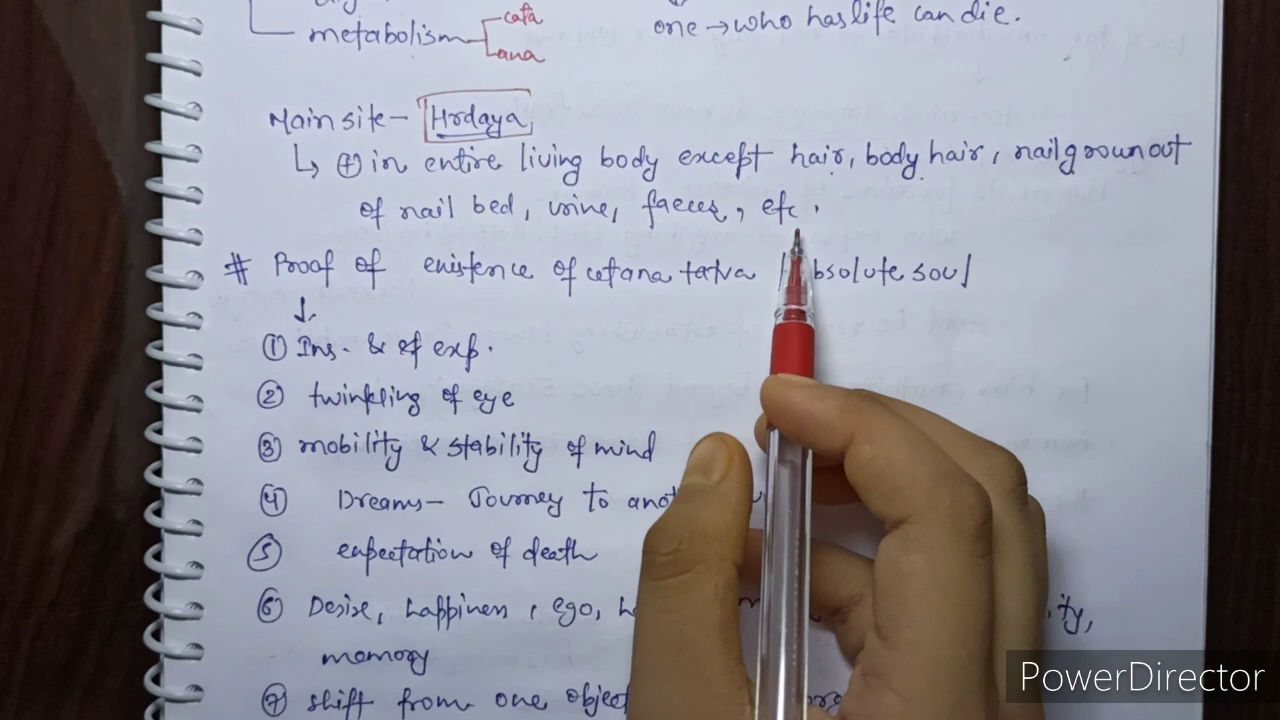 metabolism cata
ana
one → who has life can die.
Main site - Hrdaya
↳ ⊕ in entire living body except hair, body hair, nail grown out
of nail bed, urine, faeces, etc.
# Proof of existence of cetana tatva / absolute soul
↓
① Ins. & of exp.
② twinkling of eye
③ mobility & stability of mind
④ Dreams - Journey to
⑤ expectation of death
⑥ Desire, happiness, ego,
memory
⑦ shift from one object
PowerDirector